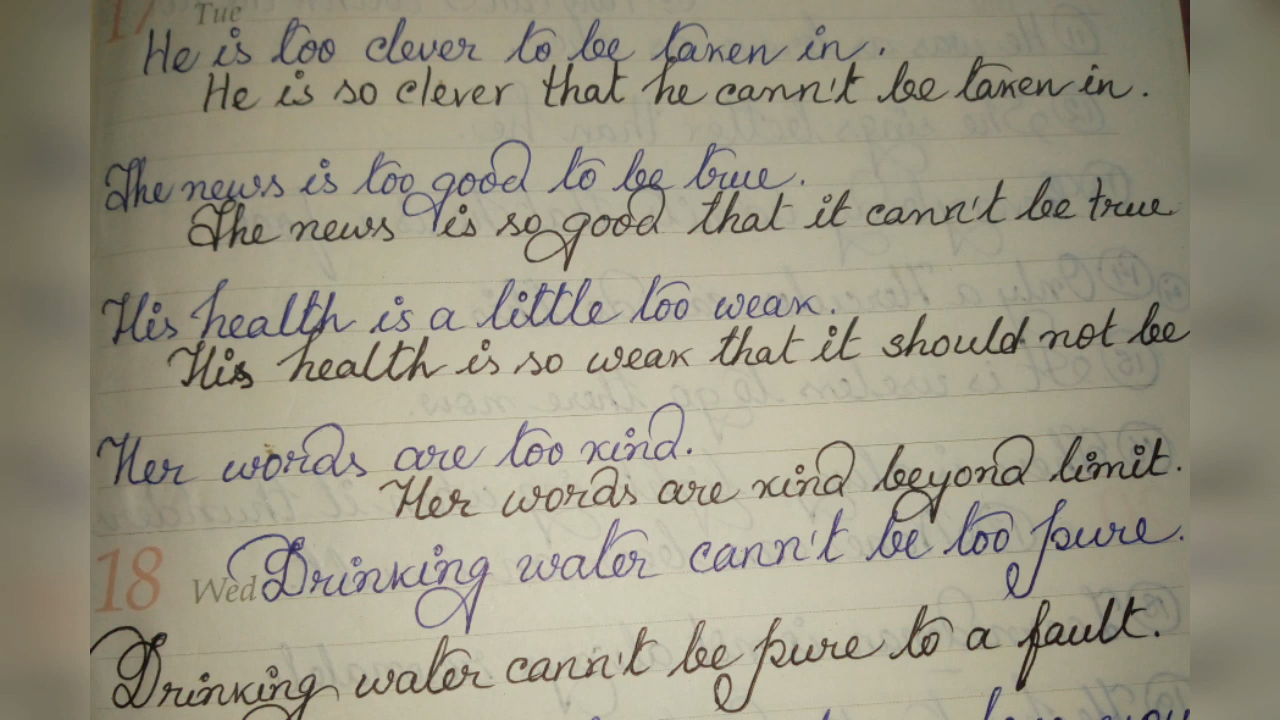 17 Tue
He is too clever to be taken in.
He is so clever that he cann't be taken in.
The news is too good to be true.
The news is so good that it cann't be true
His health is a little too weak.
His health is so weak that it should not be
Her words are too kind.
Her words are kind beyond limit.
18 Wed Drinking water cann't be too pure.
Drinking water cann't be pure to a fault.